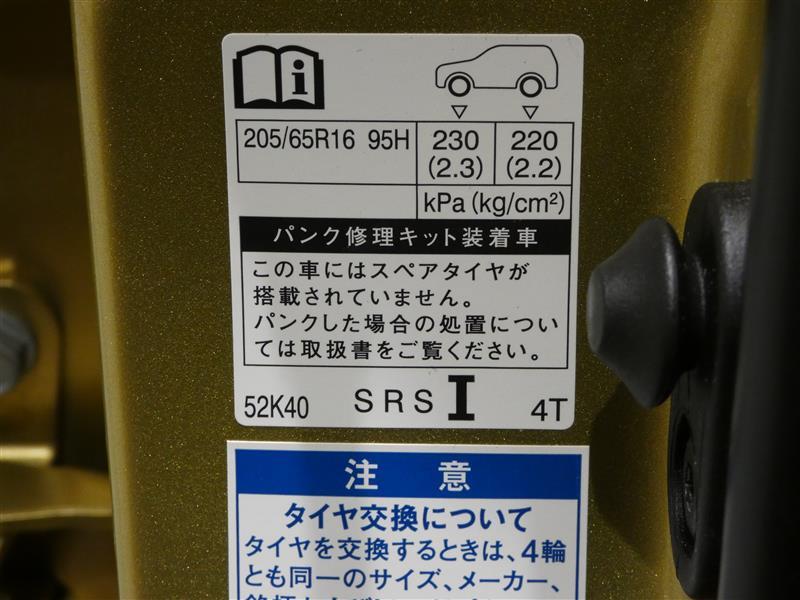 205/65R16 95H 230 220
(2.3) (2.2)
kPa (kg/cm²)
パンク修理キット装着車
この車にはスペアタイヤが
搭載されていません。
パンクした場合の処置につい
ては取扱書をご覧ください。
52K40 SRS I 4T
注 意
タイヤ交換について
タイヤを交換するときは、4輪
とも同一のサイズ、メーカー、